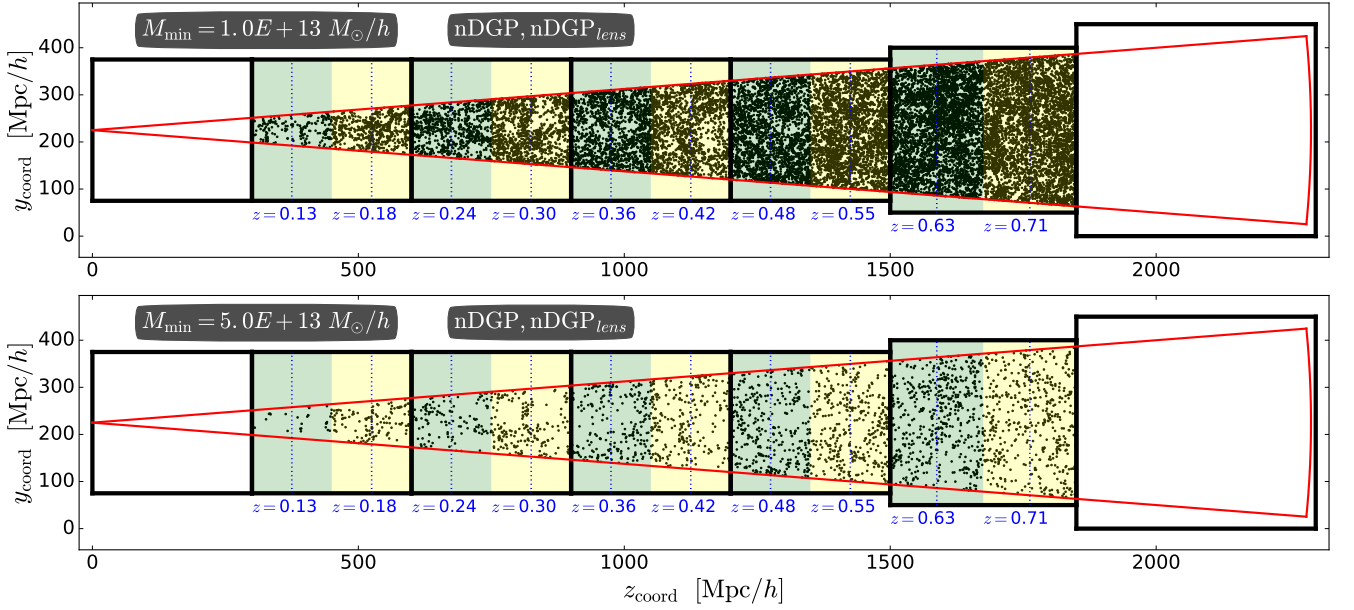 M_min = 1.0E+13 M_⊙/h
nDGP, nDGP_lens
y_coord [Mpc/h]
400
300
200
100
0
z=0.13 z=0.18 z=0.24 z=0.30 z=0.36 z=0.42 z=0.48 z=0.55 z=0.63 z=0.71
0 500 1000 1500 2000
M_min = 5.0E+13 M_⊙/h
nDGP, nDGP_lens
y_coord [Mpc/h]
400
300
200
100
0
z=0.13 z=0.18 z=0.24 z=0.30 z=0.36 z=0.42 z=0.48 z=0.55 z=0.63 z=0.71
0 500 1000 1500 2000
z_coord [Mpc/h]